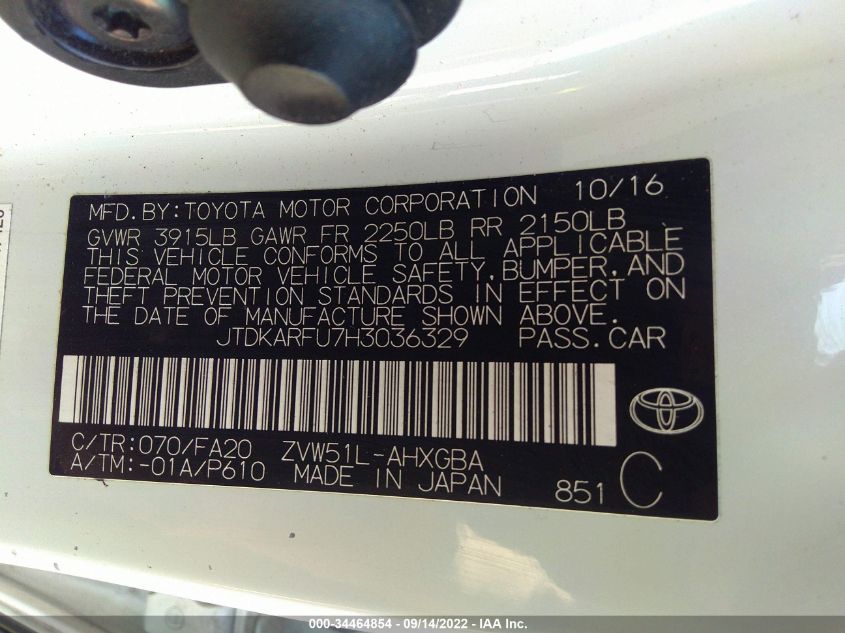 MFD.BY:TOYOTA MOTOR CORPORATION 10/16
GVWR 3915LB GAWR FR 2250LB RR 2150LB
THIS VEHICLE CONFORMS TO ALL APPLICABLE
FEDERAL MOTOR VEHICLE SAFETY,BUMPER,AND
THEFT PREVENTION STANDARDS IN EFFECT ON
THE DATE OF MANUFACTURE SHOWN ABOVE.
JTDKARFU7H3036329 PASS.CAR
C/TR:070/FA20 ZVW51L-AHXGBA
A/TM:-01A/P610 MADE IN JAPAN 851 C
000-34464854 - 09/14/2022 - IAA Inc.